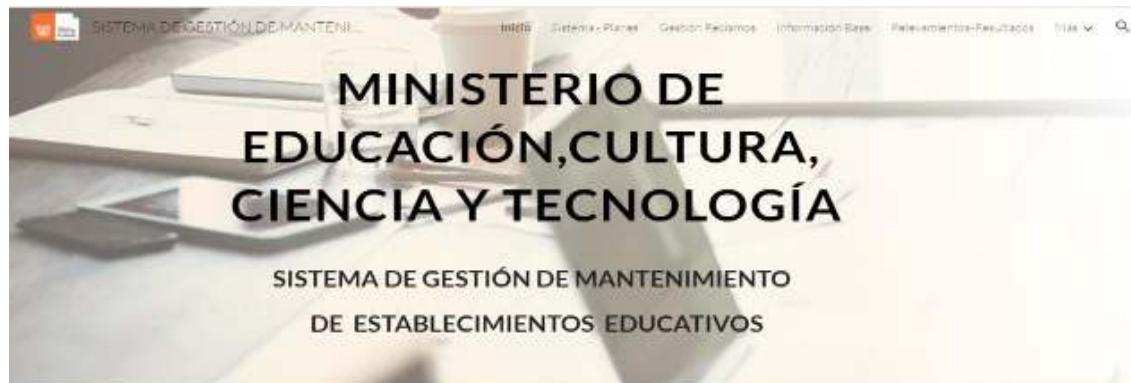 SISTEMA DE GESTIÓN DE MANTENI...
Inicio Sistema - Planes Gestión Reclamos Información Base Relevamientos-Resultados Más
MINISTERIO DE
EDUCACIÓN,CULTURA,
CIENCIA Y TECNOLOGÍA
SISTEMA DE GESTIÓN DE MANTENIMIENTO
DE ESTABLECIMIENTOS EDUCATIVOS